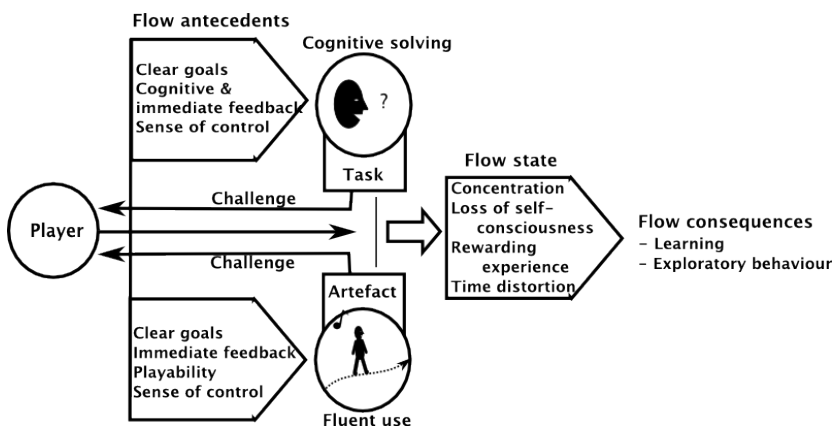 Flow antecedents
Cognitive solving
Clear goals
Cognitive &
immediate feedback
Sense of control
?
Task
Challenge
Player
Challenge
Artefact
Clear goals
Immediate feedback
Playability
Sense of control
Fluent use
Flow state
Concentration
Loss of self-
consciousness
Rewarding
experience
Time distortion
Flow consequences
- Learning
- Exploratory behaviour